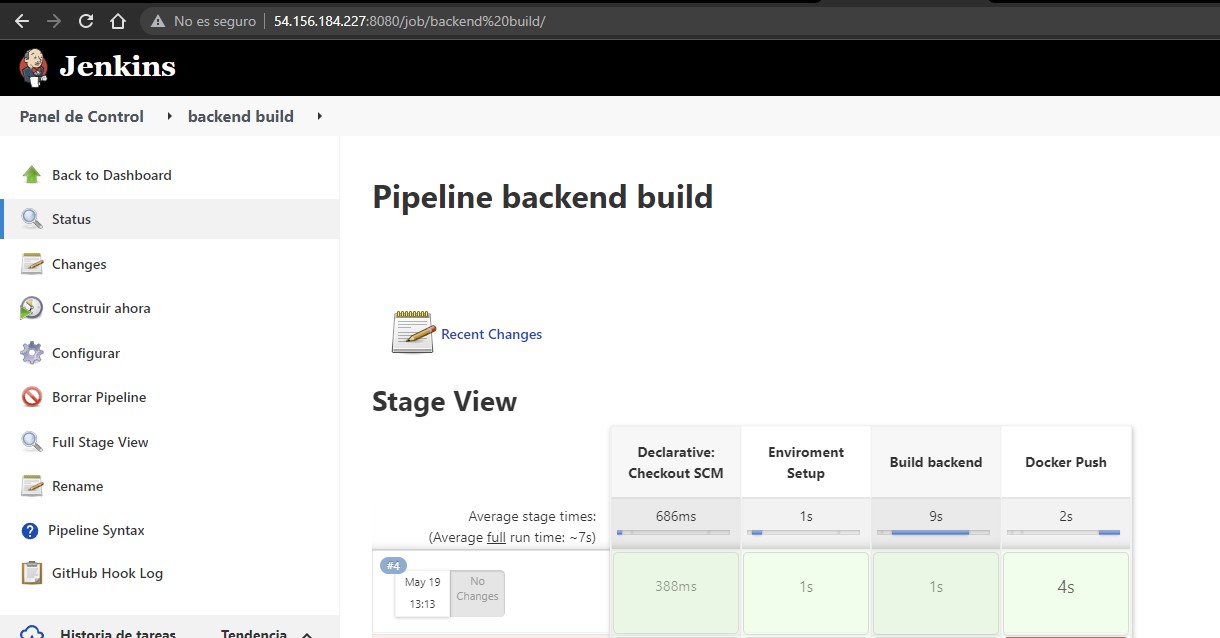 No es seguro 54.156.184.227:8080/job/backend%20build/
Jenkins
Panel de Control
backend build
Back to Dashboard
Status
Changes
Construir ahora
Configurar
Borrar Pipeline
Full Stage View
Rename
Pipeline Syntax
GitHub Hook Log
Historia de tareas
Tendencia
Pipeline backend build
Recent Changes
Stage View
Declarative:
Checkout SCM
Enviroment
Setup
Build backend
Docker Push
Average stage times:
(Average full run time: ~7s)
686ms
1s
9s
2s
#4
May 19
13:13
No
Changes
388ms
1s
1s
4s